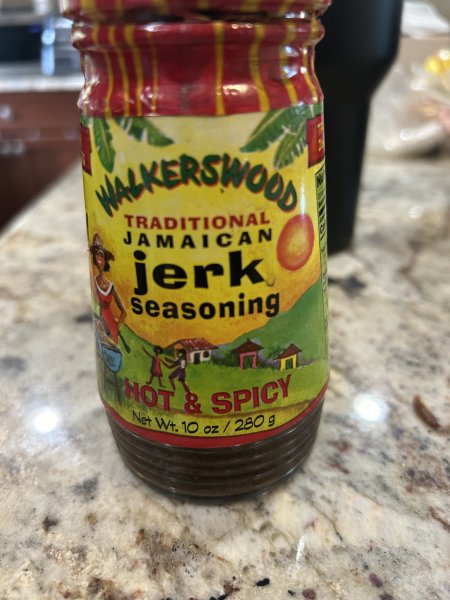 WALKERSWOOD
TRADITIONAL
JAMAICAN
jerk
seasoning
HOT & SPICY
Net Wt. 10 oz / 280 g